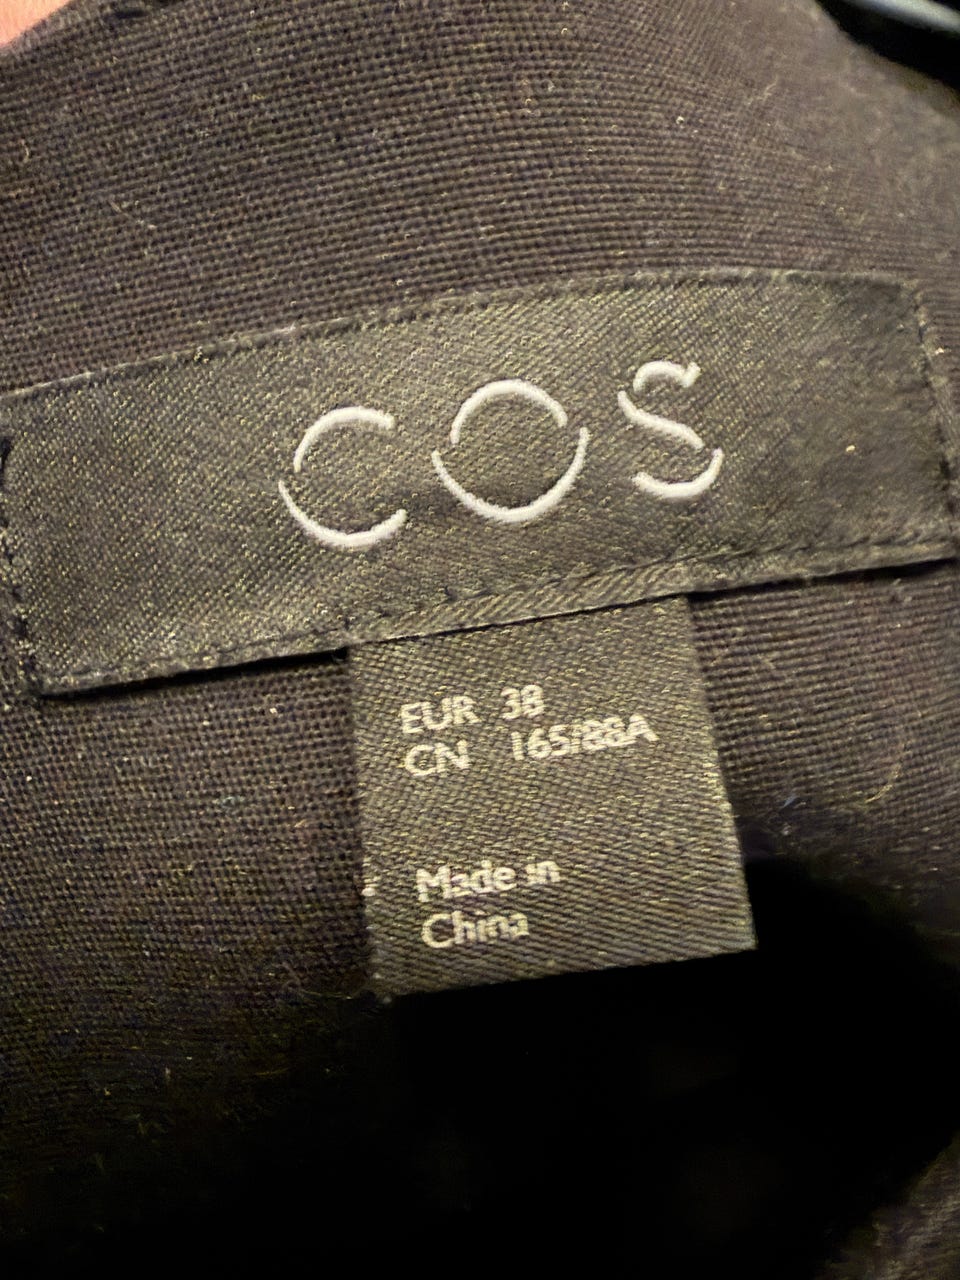 COS
EUR 38
CN 165/88A
Made in
China